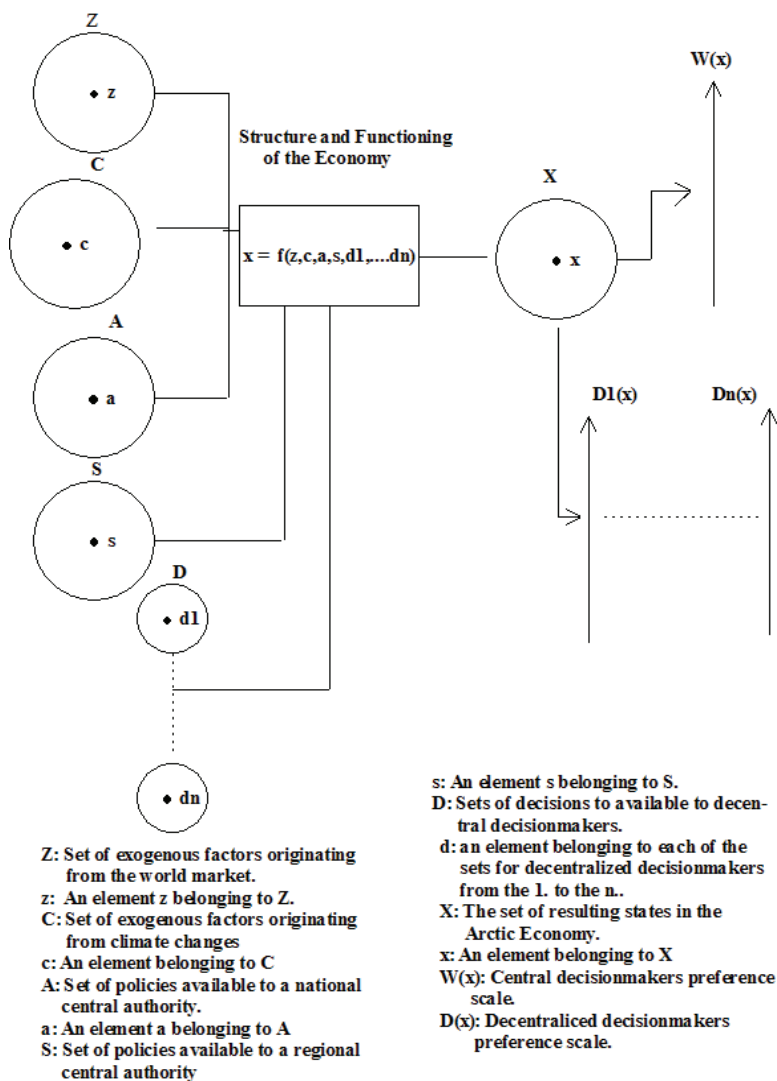 Z
z
C
c
A
a
S
s
D
d1
dn
Structure and Functioning
of the Economy
x = f(z,c,a,s,d1,....dn)
X
x
W(x)
D1(x)
Dn(x)
Z: Set of exogenous factors originating
from the world market.
z: An element z belonging to Z.
C: Set of exogenous factors originating
from climate changes
c: An element belonging to C
A: Set of policies available to a national
central authority.
a: An element a belonging to A
S: Set of policies available to a regional
central authority
s: An element s belonging to S.
D: Sets of decisions to available to decen-
tral decisionmakers.
d: an element belonging to each of the
sets for decentralized decisionmakers
from the 1. to the n..
X: The set of resulting states in the
Arctic Economy.
x: An element belonging to X
W(x): Central decisionmakers preference
scale.
D(x): Decentraliced decisionmakers
preference scale.